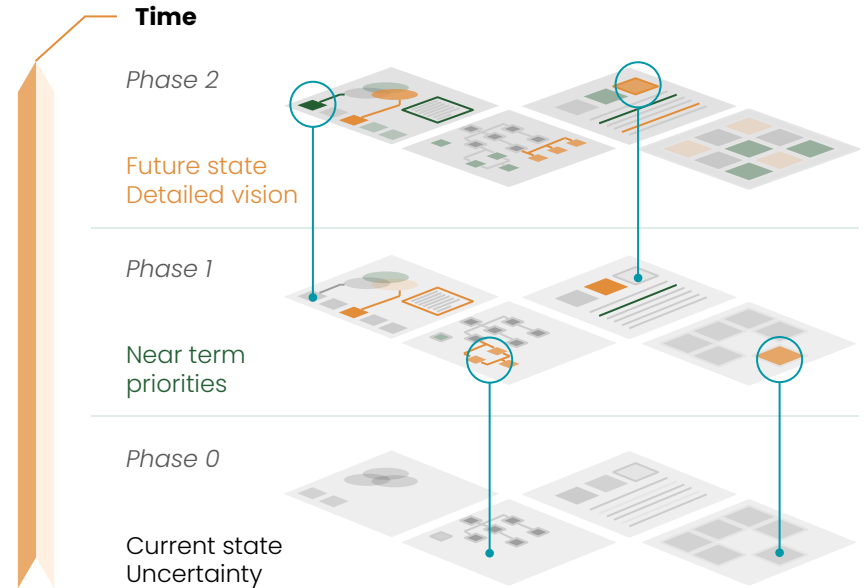 Time
Phase 2
Future state
Detailed vision
Phase 1
Near term
priorities
Phase 0
Current state
Uncertainty